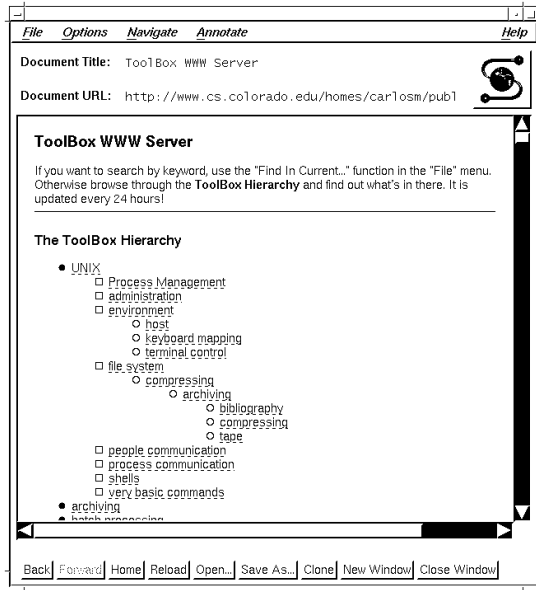 File Options Navigate Annotate Help
Document Title: ToolBox WWW Server
Document URL: http://www.cs.colorado.edu/homes/carlosm/publ
ToolBox WWW Server
If you want to search by keyword, use the "Find In Current..." function in the "File" menu.
Otherwise browse through the ToolBox Hierarchy and find out what's in there. It is
updated every 24 hours!
The ToolBox Hierarchy
UNIX
Process Management
administration
environment
host
keyboard mapping
terminal control
file system
compressing
archiving
bibliography
compressing
tape
people communication
process communication
shells
very basic commands
archiving
batch processing
Back Forward Home Reload Open... Save As... Clone New Window Close Window